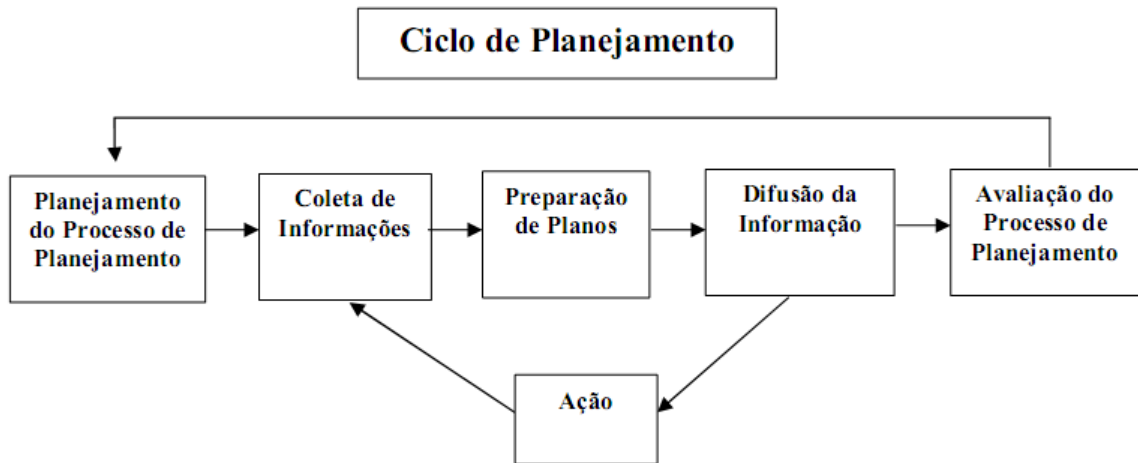 Ciclo de Planejamento
Planejamento
do Processo de
Planejamento
Coleta de
Informações
Preparação
de Planos
Difusão da
Informação
Avaliação do
Processo de
Planejamento
Ação